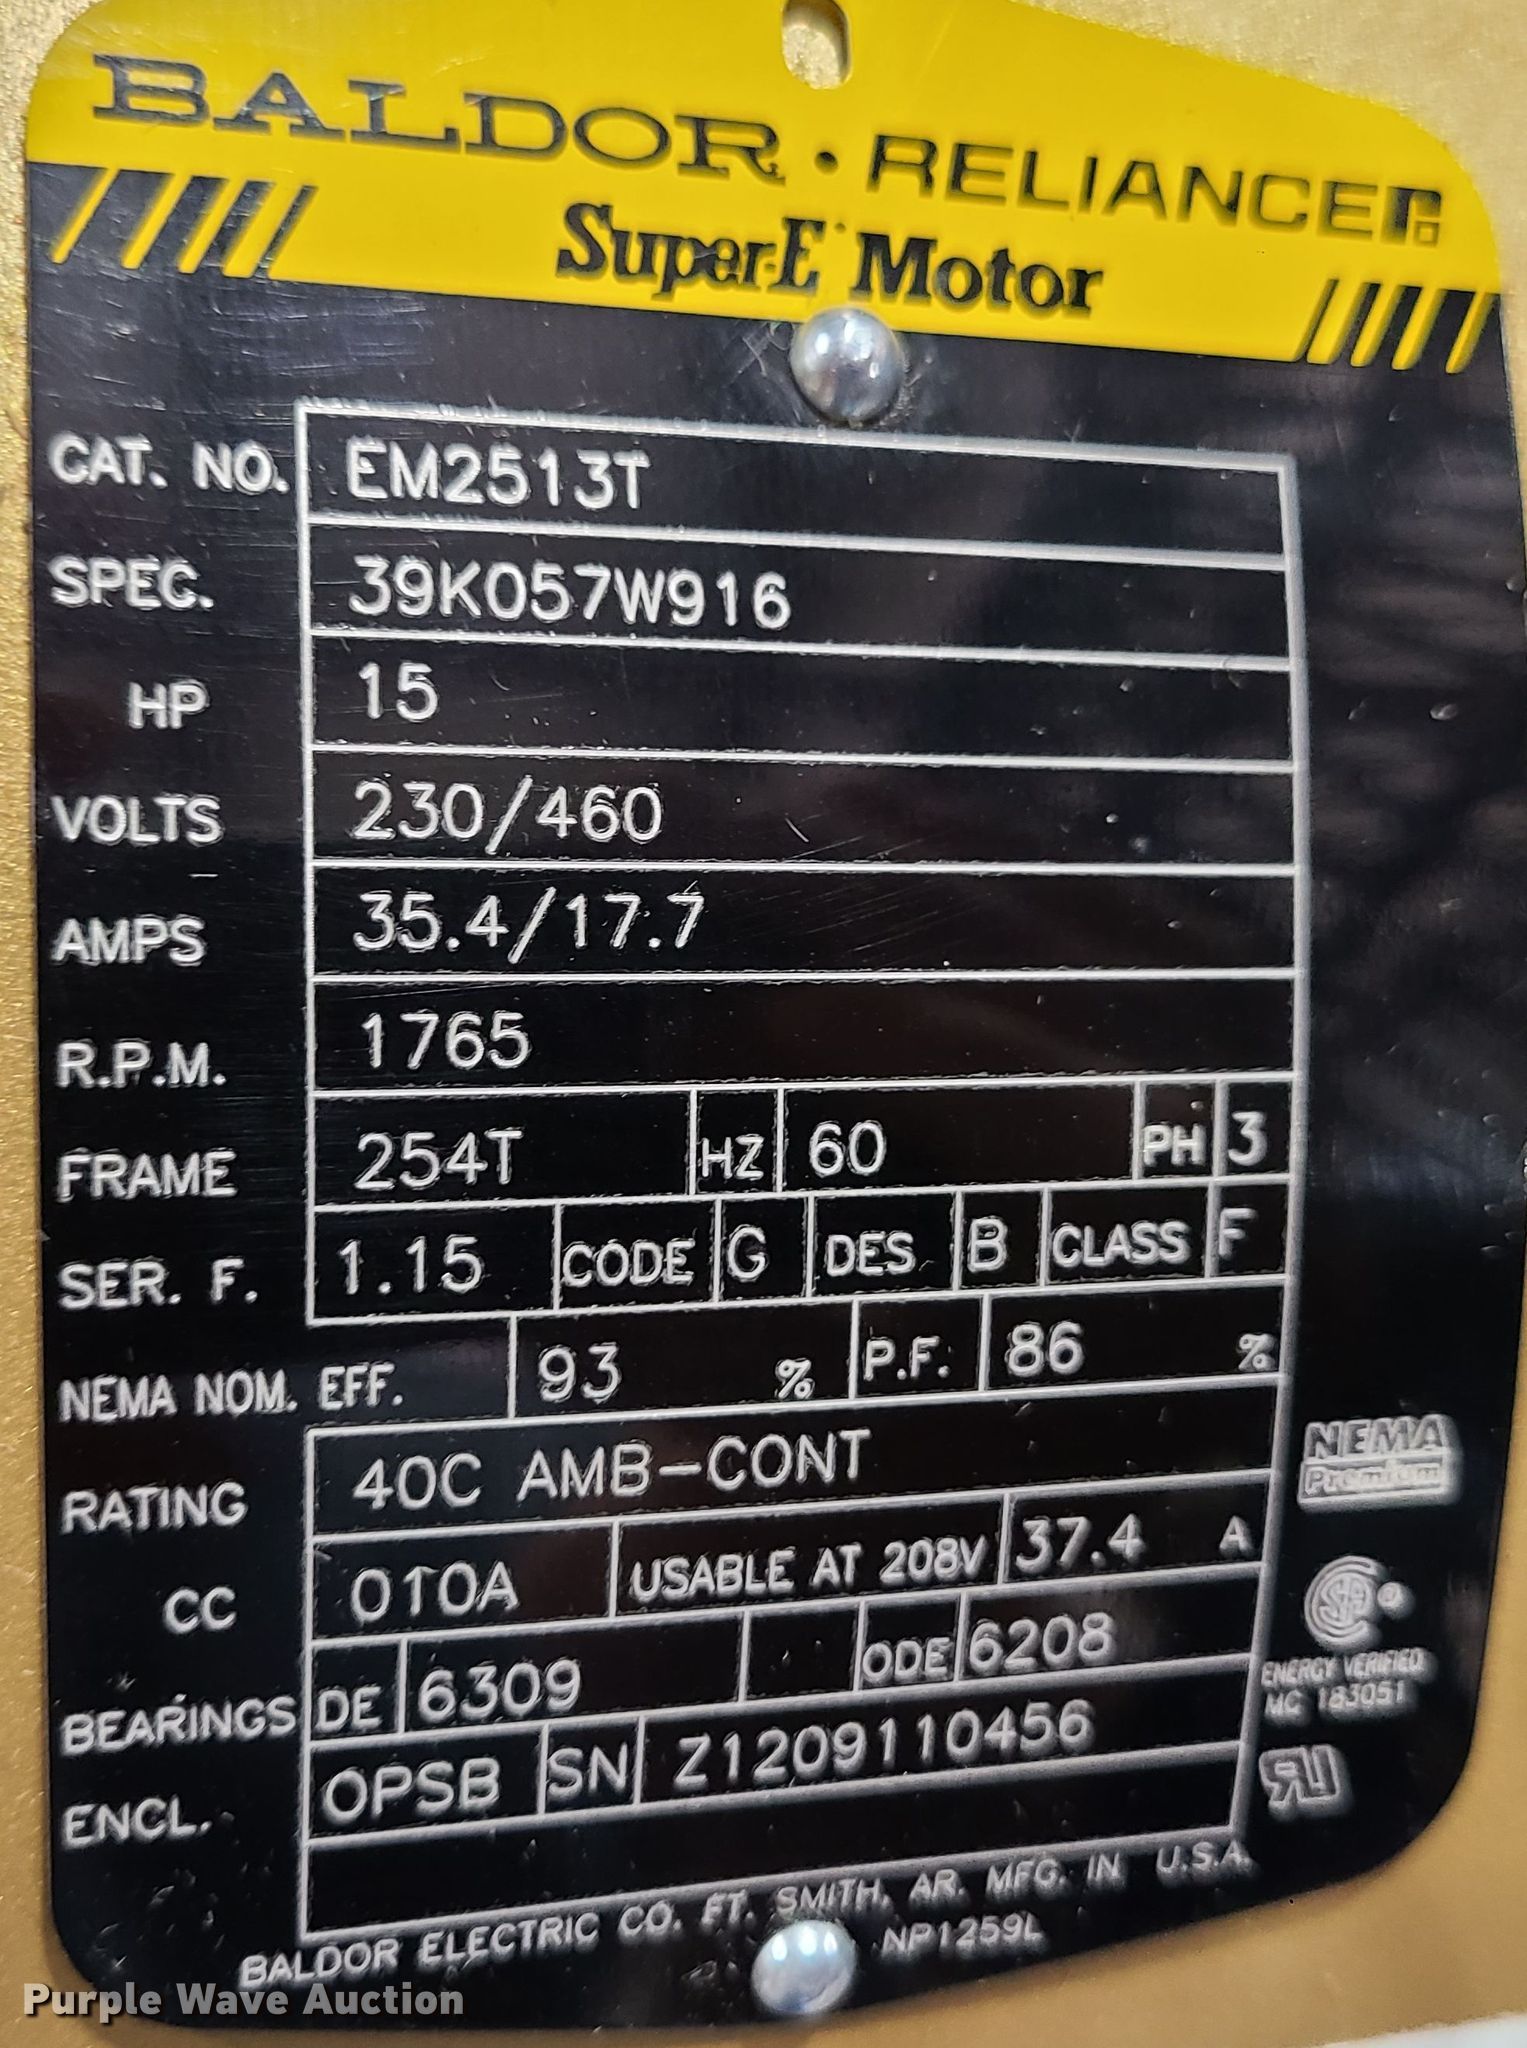 BALDOR • RELIANCE
Super-E Motor
CAT. NO. EM2513T
SPEC. 39K057W916
HP 15
VOLTS 230/460
AMPS 35.4/17.7
R.P.M. 1765
FRAME 254T HZ 60 PH 3
SER. F. 1.15 CODE G DES B CLASS F
NEMA NOM. EFF. 93 % P.F. 86 %
RATING 40C AMB-CONT
NEMA
Premium
CC 010A USABLE AT 208V 37.4 A
BEARINGS DE 6309 ODE 6208
ENERGY VERIFIED
MC 183051
ENCL. OPSB SN Z1209110456
BALDOR ELECTRIC CO. FT. SMITH, AR. MFG. IN U.S.A.
NP1259L
Purple Wave Auction